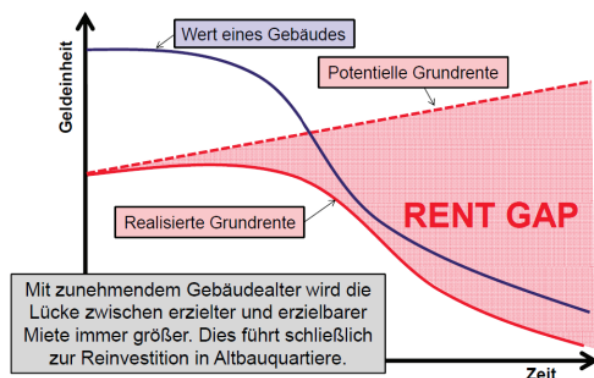 Wert eines Gebäudes
Potentielle Grundrente
Geldeinheit
RENT GAP
Realisierte Grundrente
Mit zunehmendem Gebäudealter wird die
Lücke zwischen erzielter und erzielbarer
Miete immer größer. Dies führt schließlich
zur Reinvestition in Altbauquartiere.
Zeit